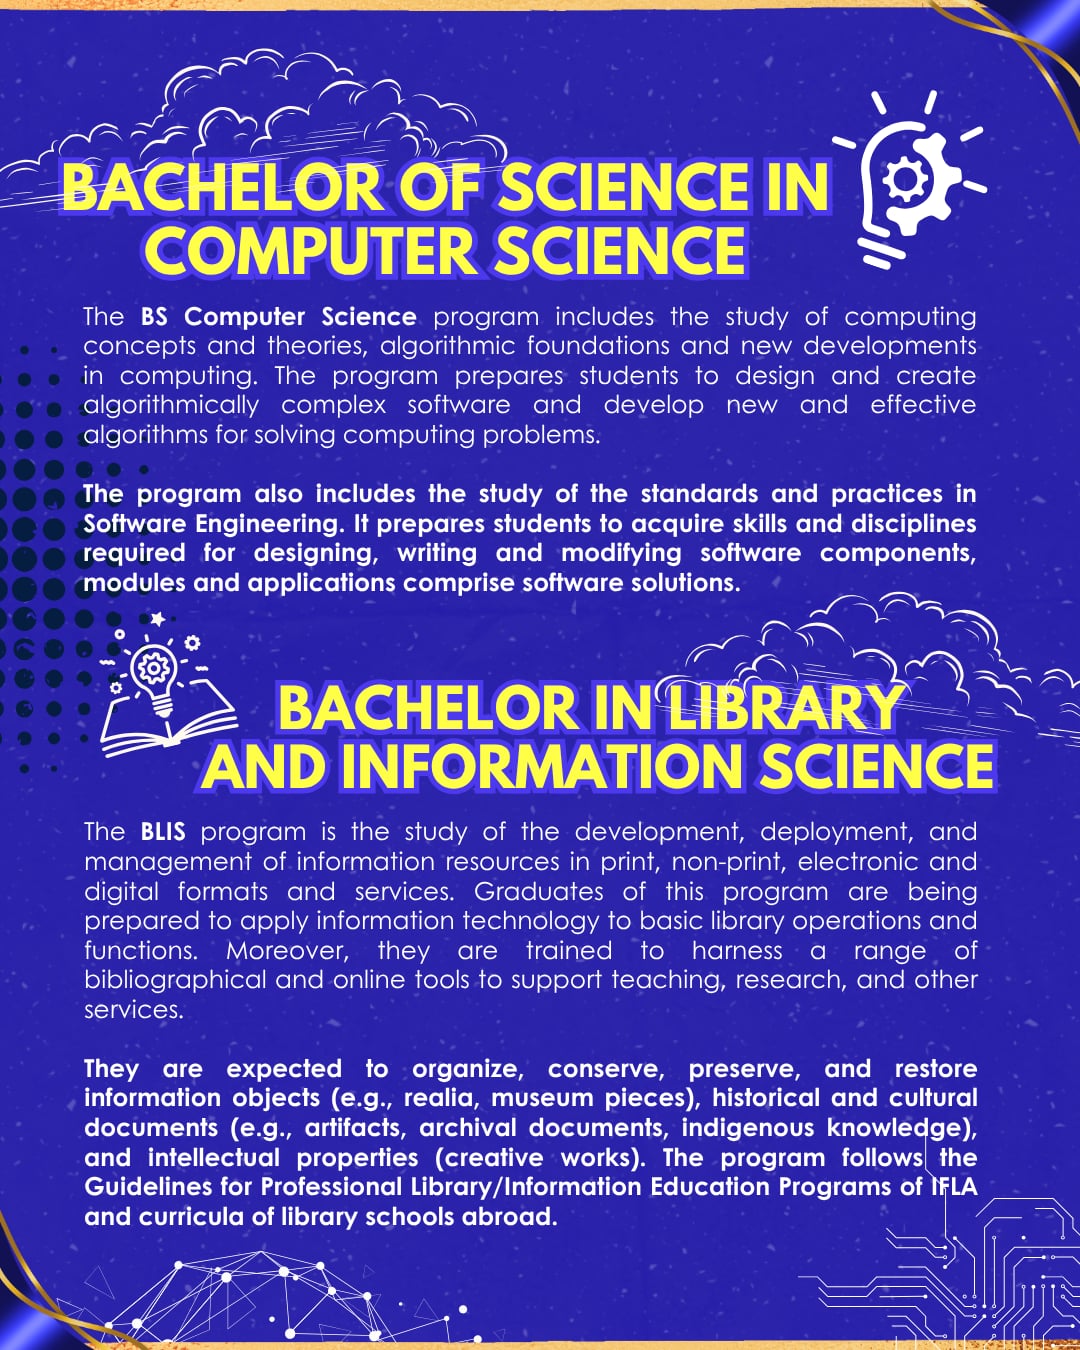 BACHELOR OF SCIENCE IN
COMPUTER SCIENCE
The BS Computer Science program includes the study of computing
concepts and theories, algorithmic foundations and new developments
in computing. The program prepares students to design and create
algorithmically complex software and develop new and effective
algorithms for solving computing problems.
The program also includes the study of the standards and practices in
Software Engineering. It prepares students to acquire skills and disciplines
required for designing, writing and modifying software components,
modules and applications comprise software solutions.
BACHELOR IN LIBRARY
AND INFORMATION SCIENCE
The BLIS program is the study of the development, deployment, and
management of information resources in print, non-print, electronic and
digital formats and services. Graduates of this program are being
prepared to apply information technology to basic library operations and
functions. Moreover, they are trained to harness a range of
bibliographical and online tools to support teaching, research, and other
services.
They are expected to organize, conserve, preserve, and restore
information objects (e.g., realia, museum pieces), historical and cultural
documents (e.g., artifacts, archival documents, indigenous knowledge),
and intellectual properties (creative works). The program follows the
Guidelines for Professional Library/Information Education Programs of IFLA
and curricula of library schools abroad.